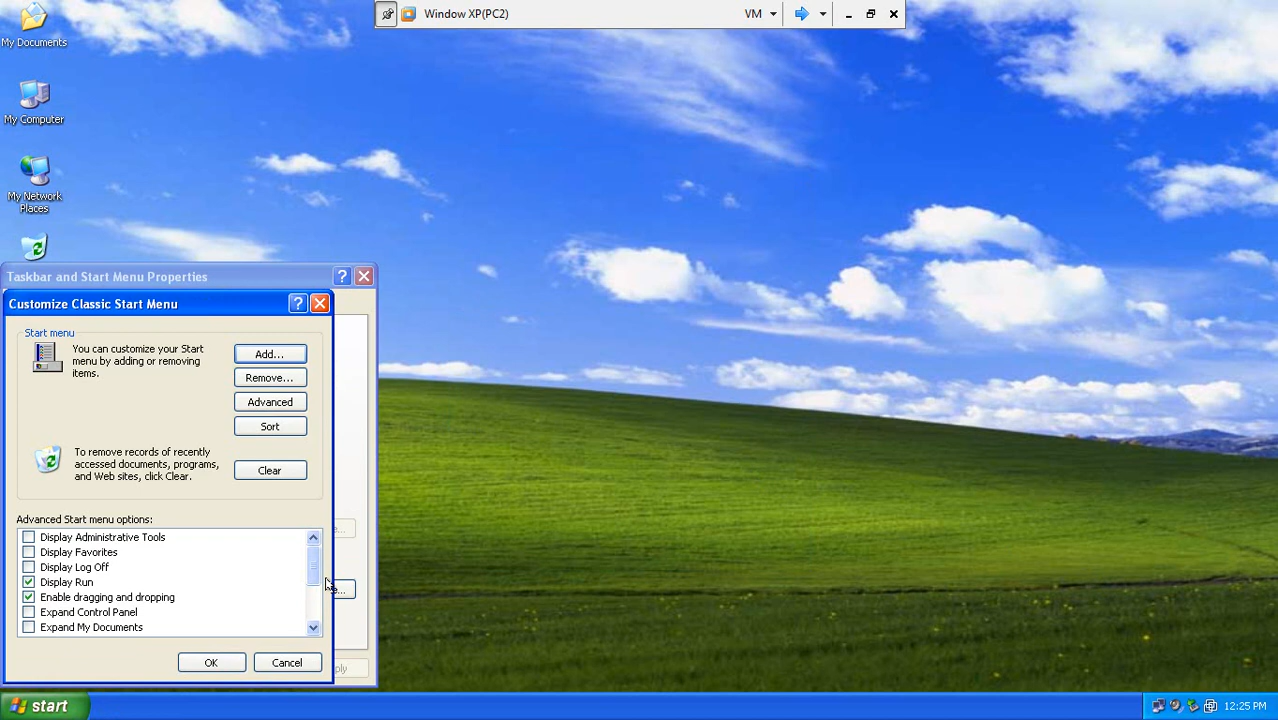 Window XP(PC2)
VM
My Documents
My Computer
My Network
Places
Taskbar and Start Menu Properties
Customize Classic Start Menu
Start menu
You can customize your Start
menu by adding or removing
items.
Add...
Remove...
Advanced
Sort
To remove records of recently
accessed documents, programs,
and Web sites, click Clear.
Clear
Advanced Start menu options:
Display Administrative Tools
Display Favorites
Display Log Off
Display Run
Enable dragging and dropping
Expand Control Panel
Expand My Documents
OK
Cancel
start
12:25 PM